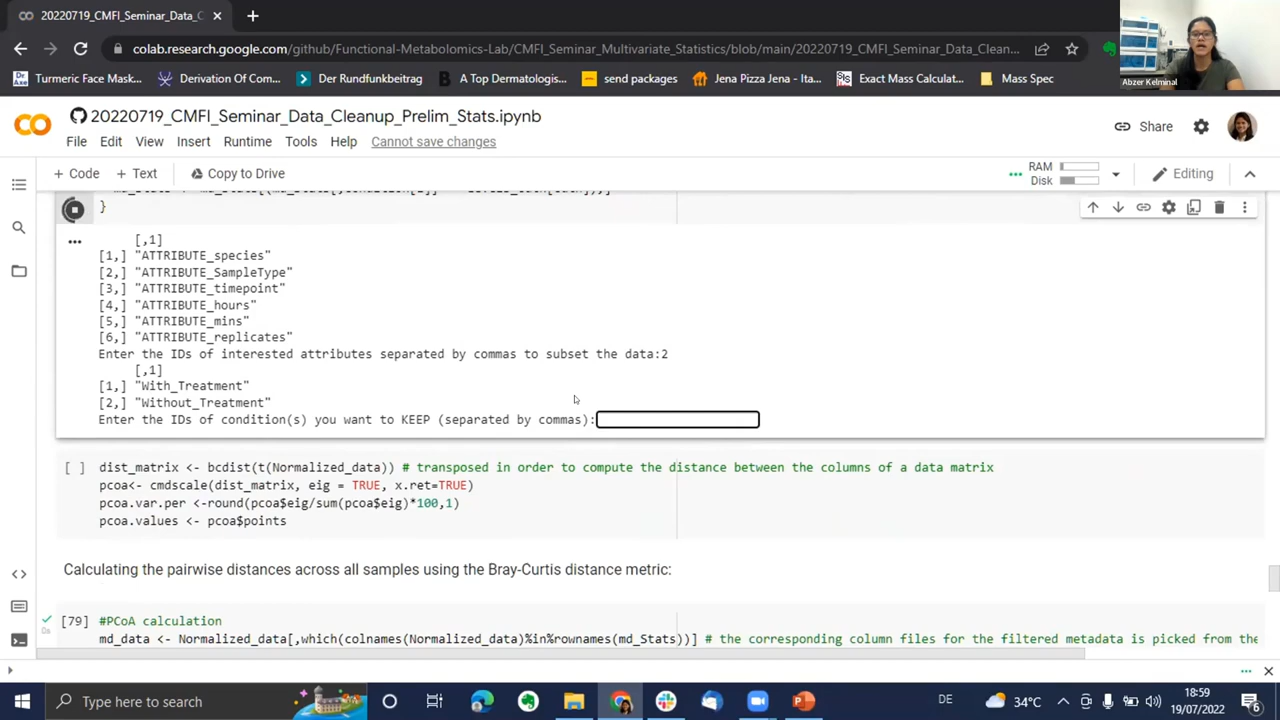 20220719_CMFI_Seminar_Data_C
colab.research.google.com/github/Functional-Metabolomics-Lab/CMFI_Seminar_Multivariate_Statistics/blob/main/20220719_CMFI_Seminar_Data_Clean...
Abzer Kelminal
Dr.Axe Turmeric Face Mask... Derivation Of Com... Der Rundfunkbeitrag A Top Dermatologis... send packages Lena Pizza Jena - Ita... SIS Exact Mass Calculat... Mass Spec
20220719_CMFI_Seminar_Data_Cleanup_Prelim_Stats.ipynb
Share
File Edit View Insert Runtime Tools Help Cannot save changes
+ Code + Text Copy to Drive RAM Disk Editing
}
[,1]
[1,] "ATTRIBUTE_species"
[2,] "ATTRIBUTE_SampleType"
[3,] "ATTRIBUTE_timepoint"
[4,] "ATTRIBUTE_hours"
[5,] "ATTRIBUTE_mins"
[6,] "ATTRIBUTE_replicates"
Enter the IDs of interested attributes separated by commas to subset the data:2
[,1]
[1,] "With_Treatment"
[2,] "Without_Treatment"
Enter the IDs of condition(s) you want to KEEP (separated by commas):
[ ] dist_matrix <- bcdist(t(Normalized_data)) # transposed in order to compute the distance between the columns of a data matrix
pcoa<- cmdscale(dist_matrix, eig = TRUE, x.ret=TRUE)
pcoa.var.per <-round(pcoa$eig/sum(pcoa$eig)*100,1)
pcoa.values <- pcoa$points
Calculating the pairwise distances across all samples using the Bray-Curtis distance metric:
[79] #PCoA calculation
0s md_data <- Normalized_data[,which(colnames(Normalized_data)%in%rownames(md_Stats))] # the corresponding column files for the filtered metadata is picked from the
Type here to search DE 34°C 18:59
19/07/2022 6